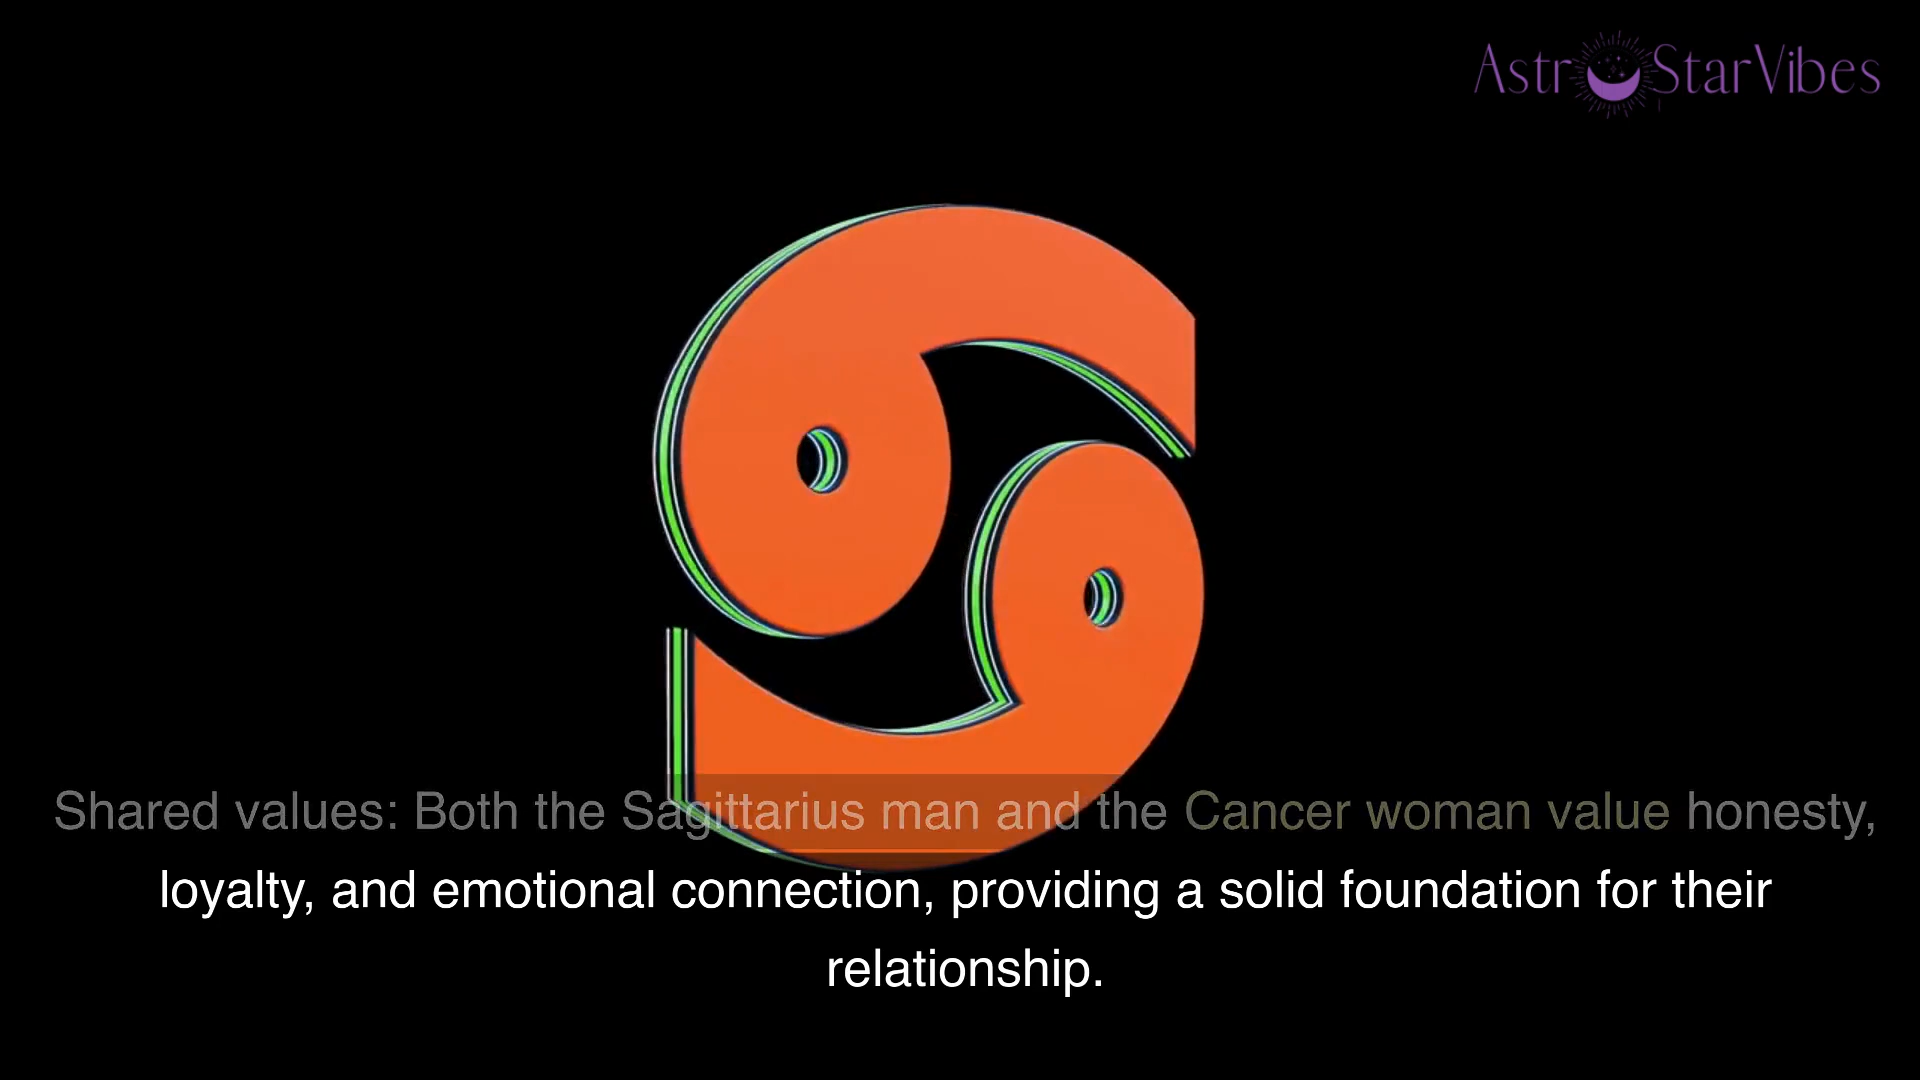 AstroStarVibes
Shared values: Both the Sagittarius man and the Cancer woman value honesty,
loyalty, and emotional connection, providing a solid foundation for their
relationship.